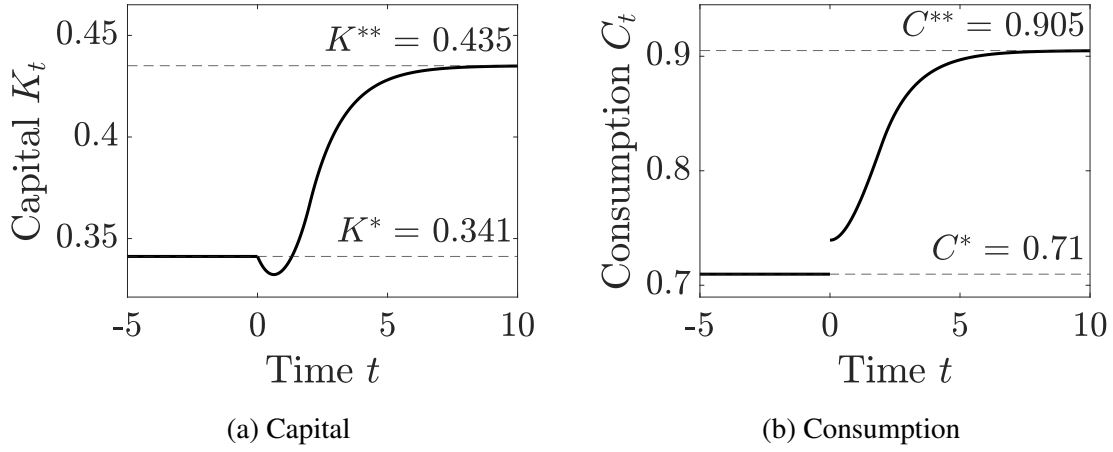 Capital K_t
0.45
0.4
0.35
K** = 0.435
K* = 0.341
-5
0
5
10
Time t
(a) Capital
Consumption C_t
0.9
0.8
0.7
C** = 0.905
C* = 0.71
-5
0
5
10
Time t
(b) Consumption